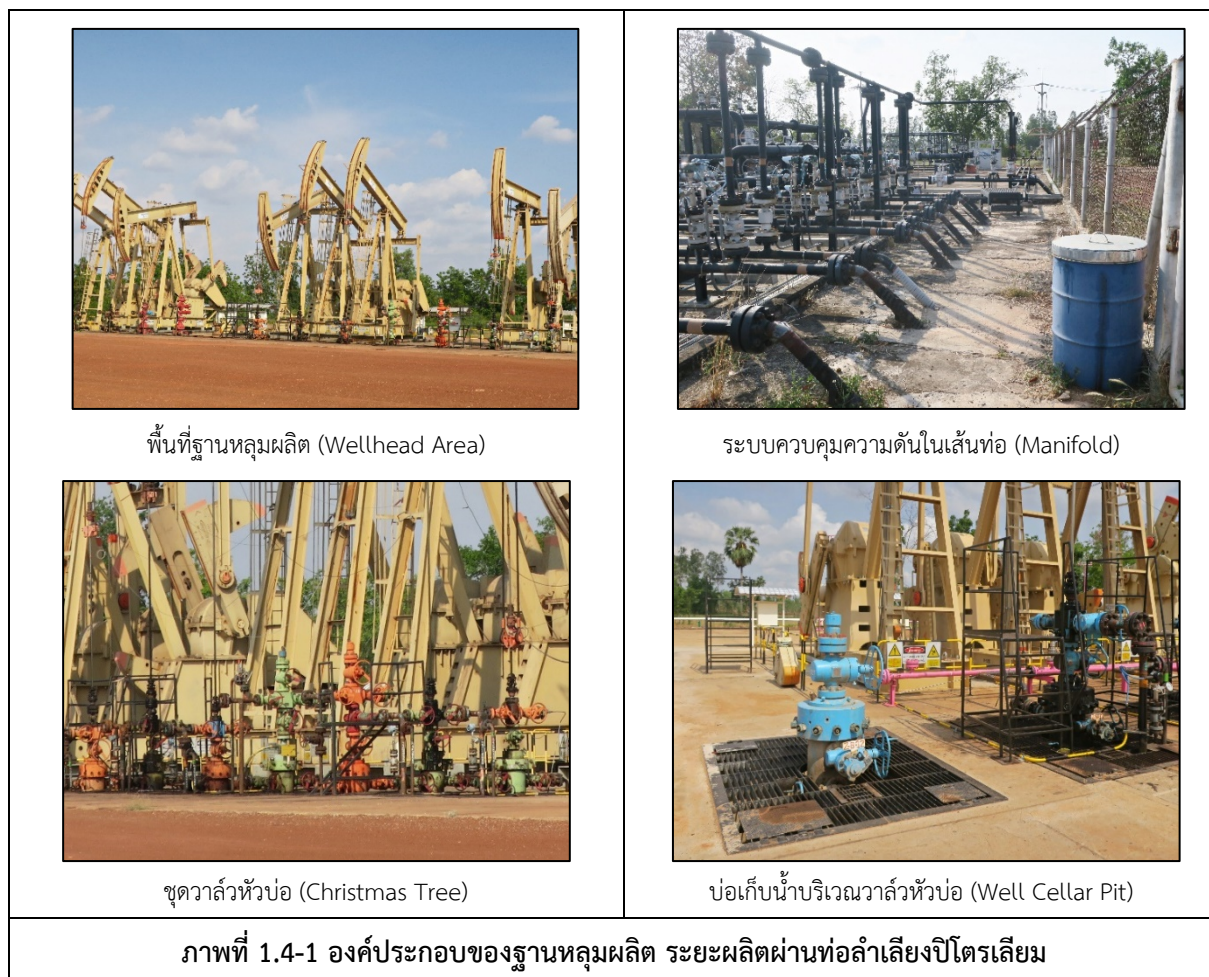 พื้นที่ฐานหลุมผลิต (Wellhead Area)
ระบบควบคุมความดันในเส้นท่อ (Manifold)
ชุดวาล์วหัวบ่อ (Christmas Tree)
บ่อเก็บน้ำบริเวณวาล์วหัวบ่อ (Well Cellar Pit)
ภาพที่ 1.4-1 องค์ประกอบของฐานหลุมผลิต ระยะผลิตผ่านท่อลำเลียงปิโตรเลียม